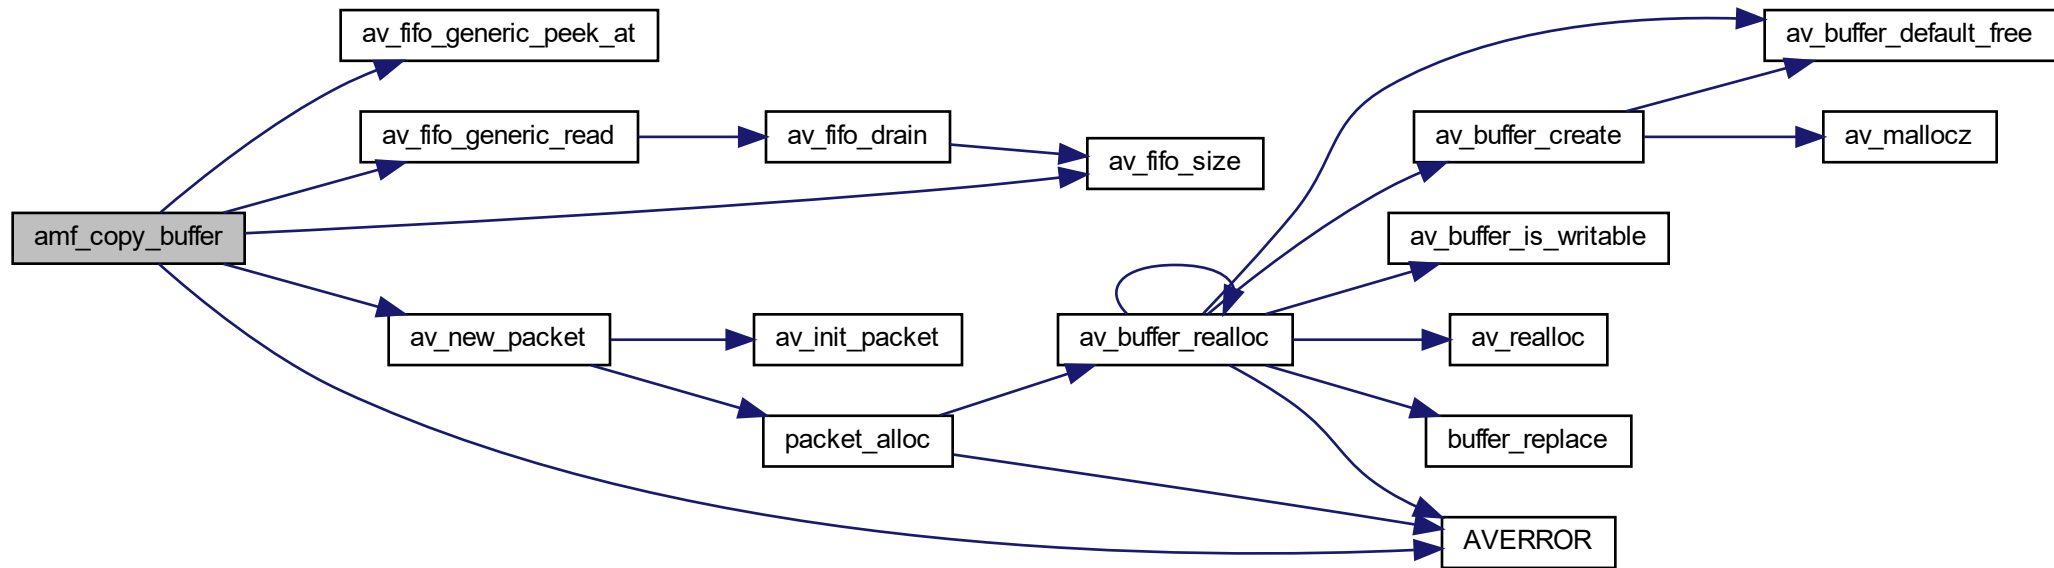 av_fifo_generic_peek_at
av_buffer_default_free
av_fifo_generic_read
av_fifo_drain
av_fifo_size
av_buffer_create
av_mallocz
amf_copy_buffer
av_buffer_is_writable
av_new_packet
av_init_packet
av_buffer_realloc
av_realloc
packet_alloc
buffer_replace
AVERROR